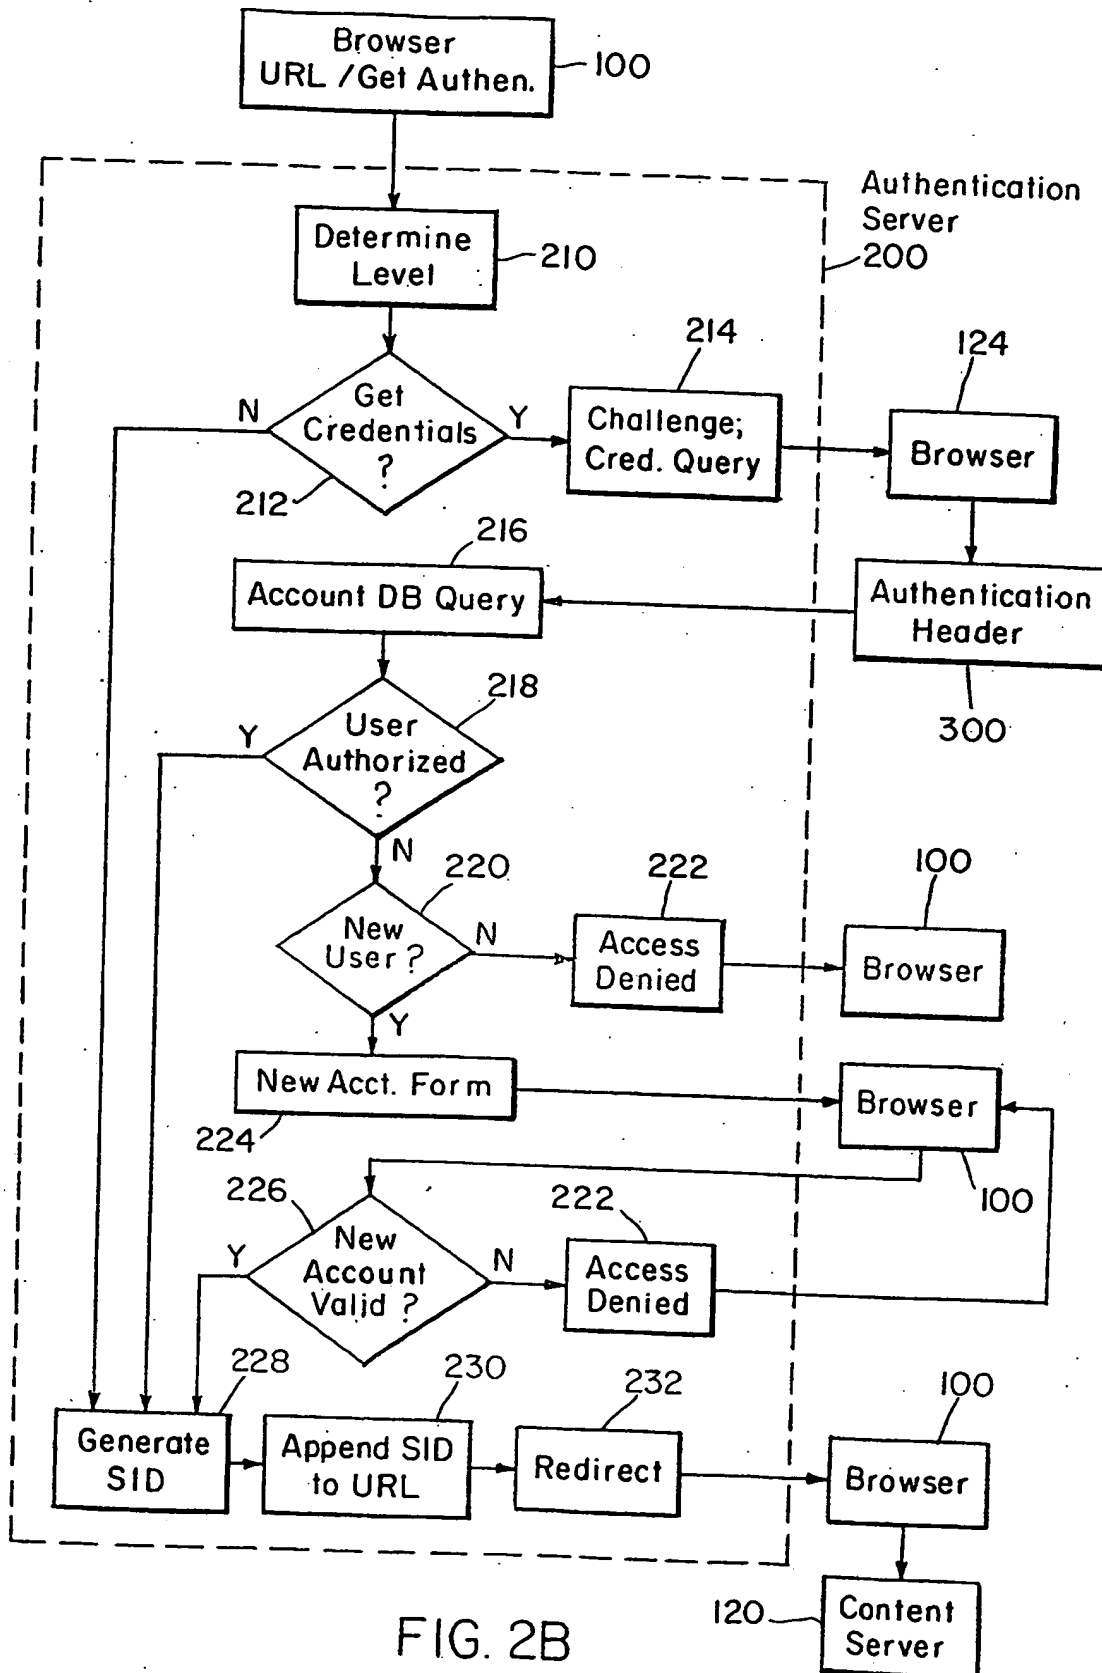 Browser
URL /Get Authen.
100
Authentication
Server
200
Determine
Level
210
214
124
Get
Credentials
?
N
Y
212
Challenge;
Cred. Query
Browser
216
Account DB Query
Authentication
Header
300
218
User
Authorized
?
Y
N
220
222
100
New
User ?
N
Y
Access
Denied
Browser
New Acct. Form
224
Browser
100
226
222
New
Account
Valid ?
Y
N
Access
Denied
228
230
232
100
Generate
SID
Append SID
to URL
Redirect
Browser
120
Content
Server
FIG. 2B